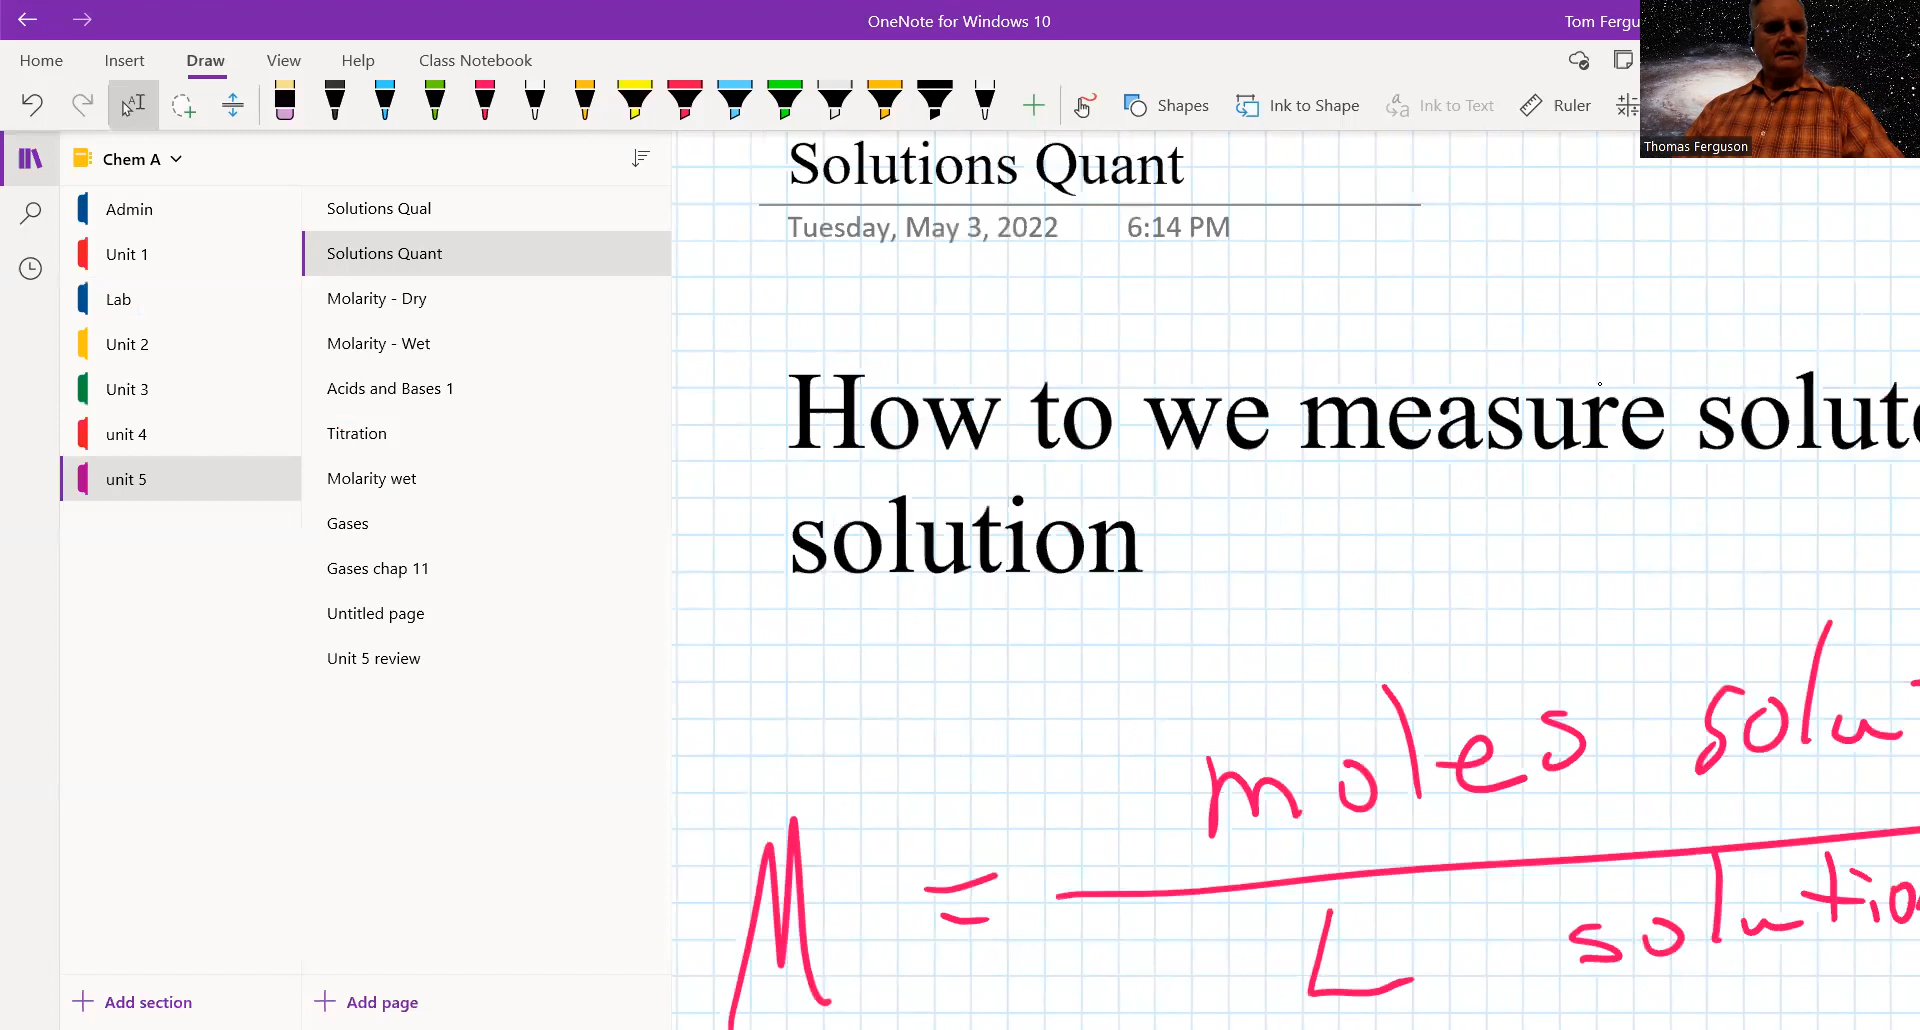 OneNote for Windows 10
Tom Fergu
Home Insert Draw View Help Class Notebook
Shapes Ink to Shape Ink to Text Ruler
Thomas Ferguson
Chem A
Admin
Unit 1
Lab
Unit 2
Unit 3
unit 4
unit 5
Add section
Solutions Qual
Solutions Quant
Molarity - Dry
Molarity - Wet
Acids and Bases 1
Titration
Molarity wet
Gases
Gases chap 11
Untitled page
Unit 5 review
Add page
Solutions Quant
Tuesday, May 3, 2022 6:14 PM
How to we measure solut
solution
moles solu
M =
L solutio